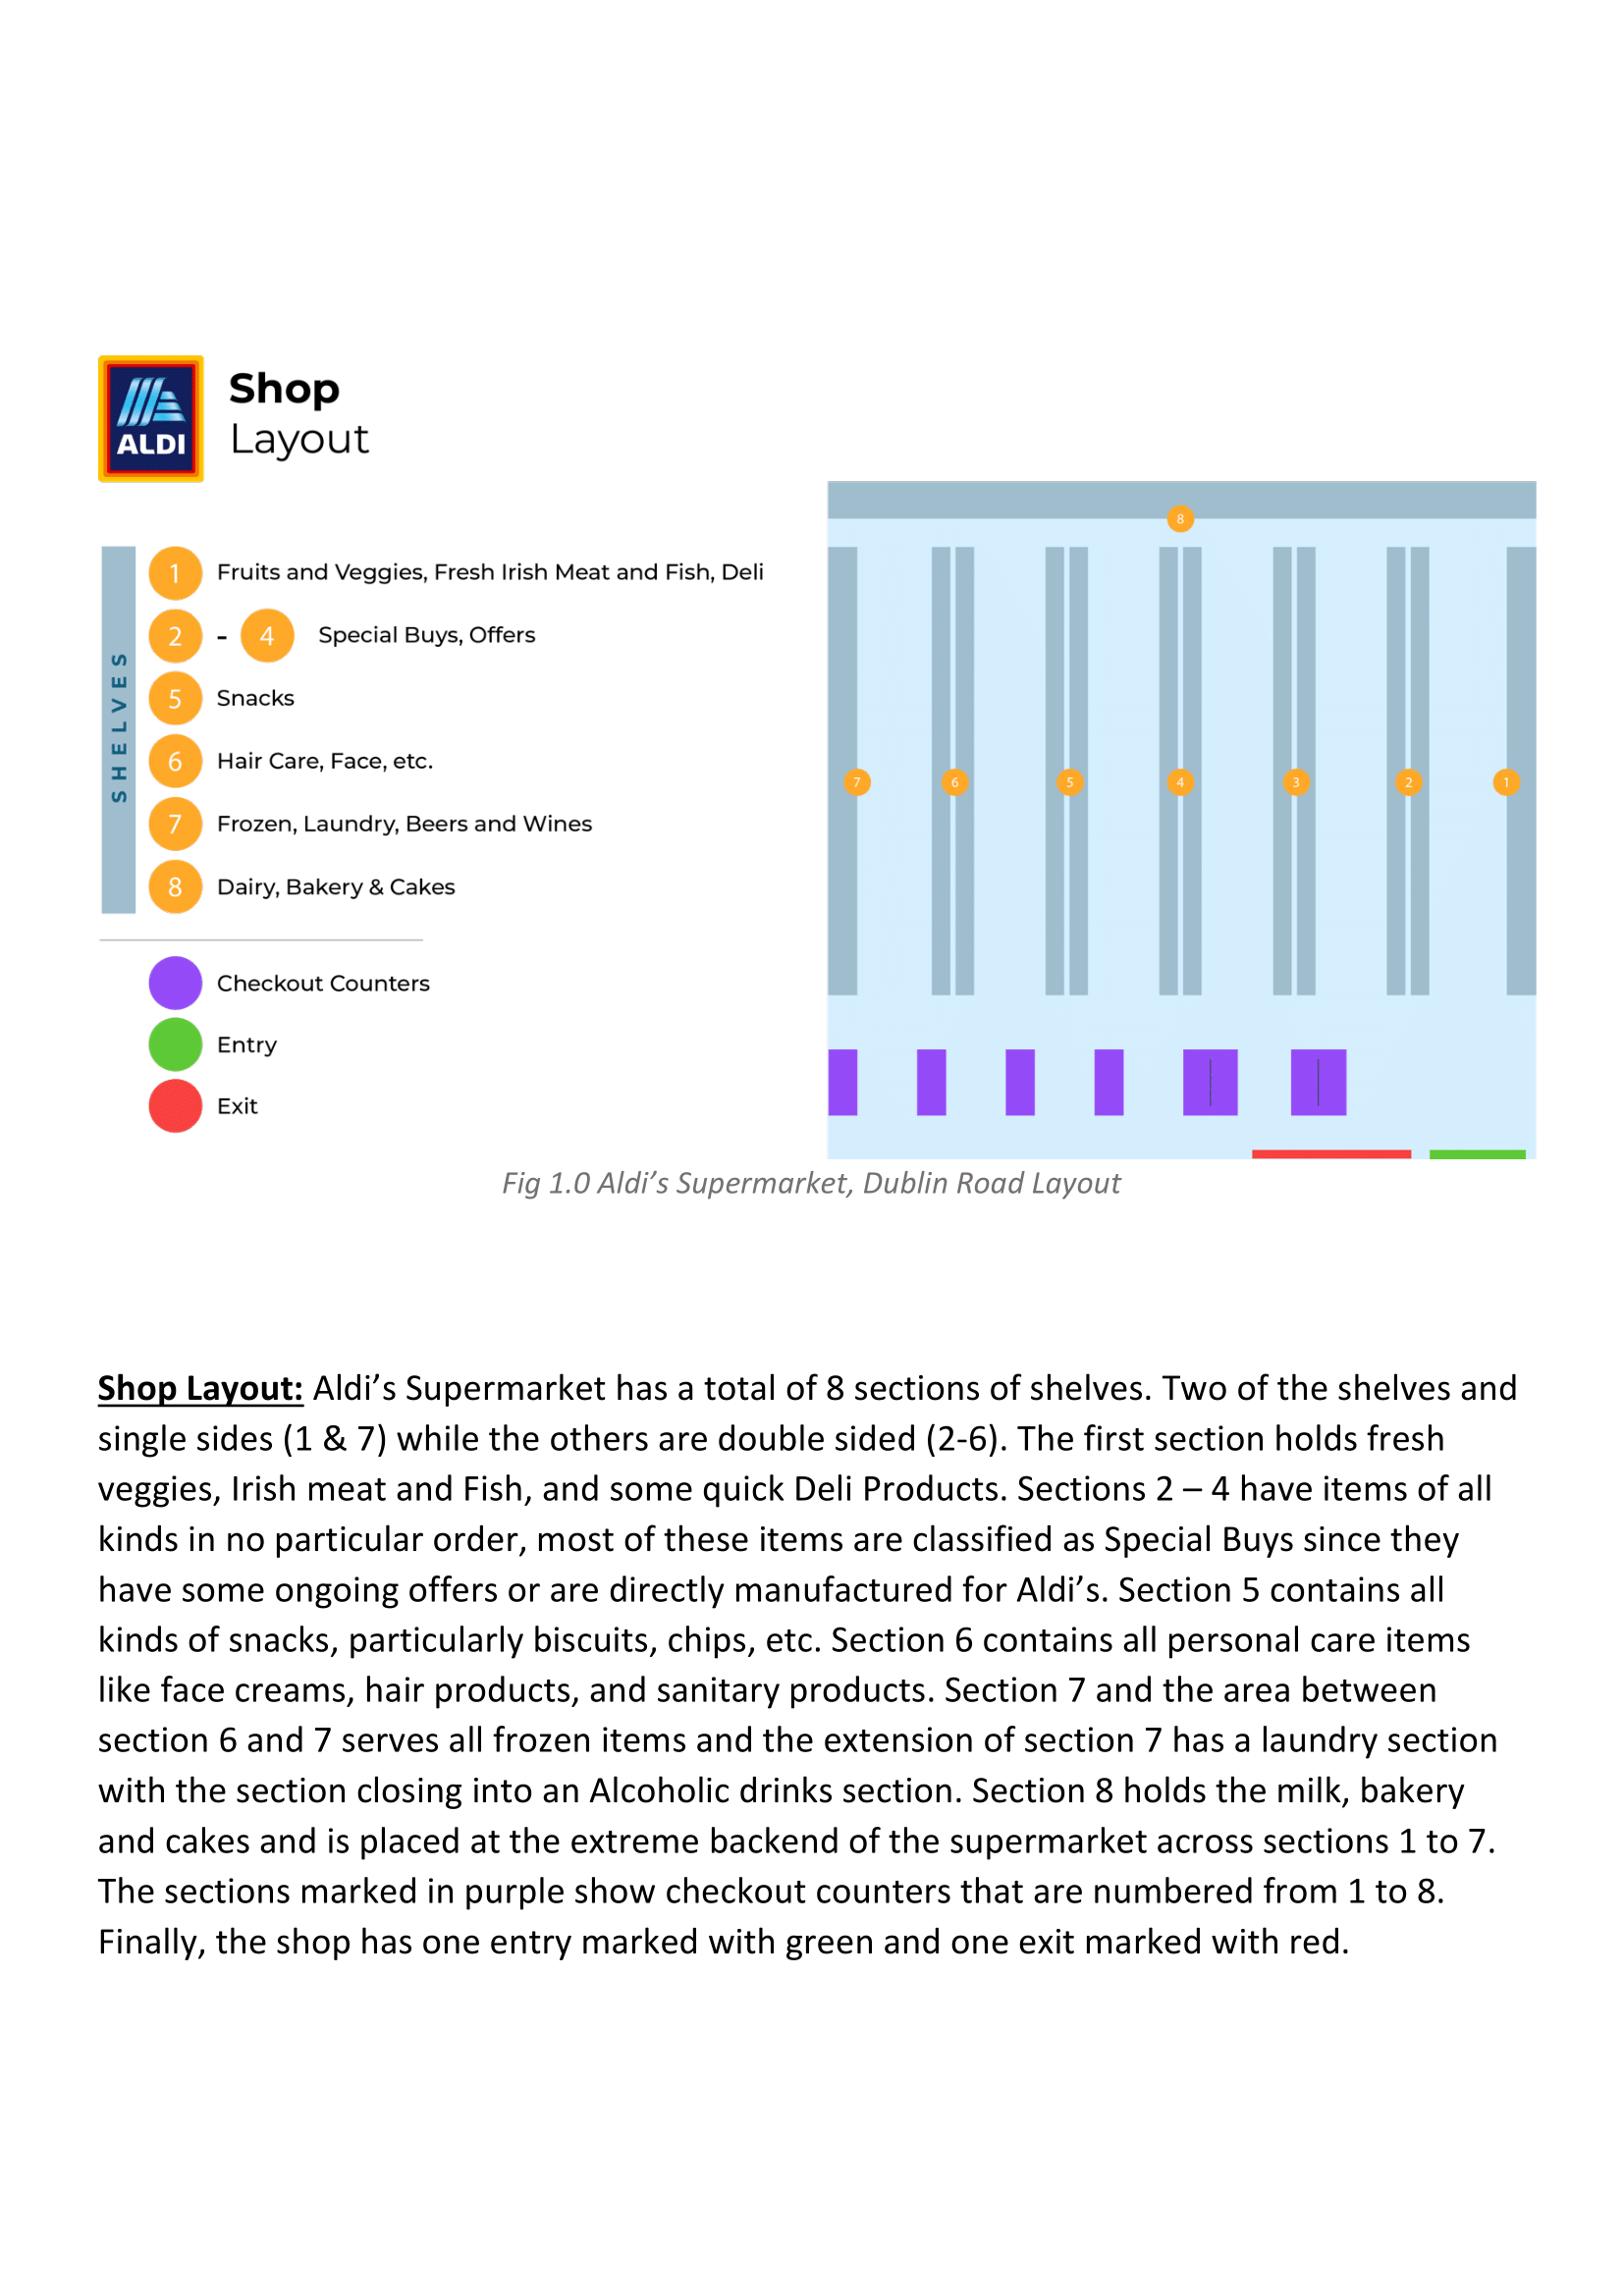 ALDI
Shop
Layout
SHELVES
1 Fruits and Veggies, Fresh Irish Meat and Fish, Deli
2 - 4 Special Buys, Offers
5 Snacks
6 Hair Care, Face, etc.
7 Frozen, Laundry, Beers and Wines
8 Dairy, Bakery & Cakes
Checkout Counters
Entry
Exit
8
7 6 5 4 3 2 1
Fig 1.0 Aldi’s Supermarket, Dublin Road Layout
Shop Layout: Aldi’s Supermarket has a total of 8 sections of shelves. Two of the shelves and
single sides (1 & 7) while the others are double sided (2-6). The first section holds fresh
veggies, Irish meat and Fish, and some quick Deli Products. Sections 2 – 4 have items of all
kinds in no particular order, most of these items are classified as Special Buys since they
have some ongoing offers or are directly manufactured for Aldi’s. Section 5 contains all
kinds of snacks, particularly biscuits, chips, etc. Section 6 contains all personal care items
like face creams, hair products, and sanitary products. Section 7 and the area between
section 6 and 7 serves all frozen items and the extension of section 7 has a laundry section
with the section closing into an Alcoholic drinks section. Section 8 holds the milk, bakery
and cakes and is placed at the extreme backend of the supermarket across sections 1 to 7.
The sections marked in purple show checkout counters that are numbered from 1 to 8.
Finally, the shop has one entry marked with green and one exit marked with red.